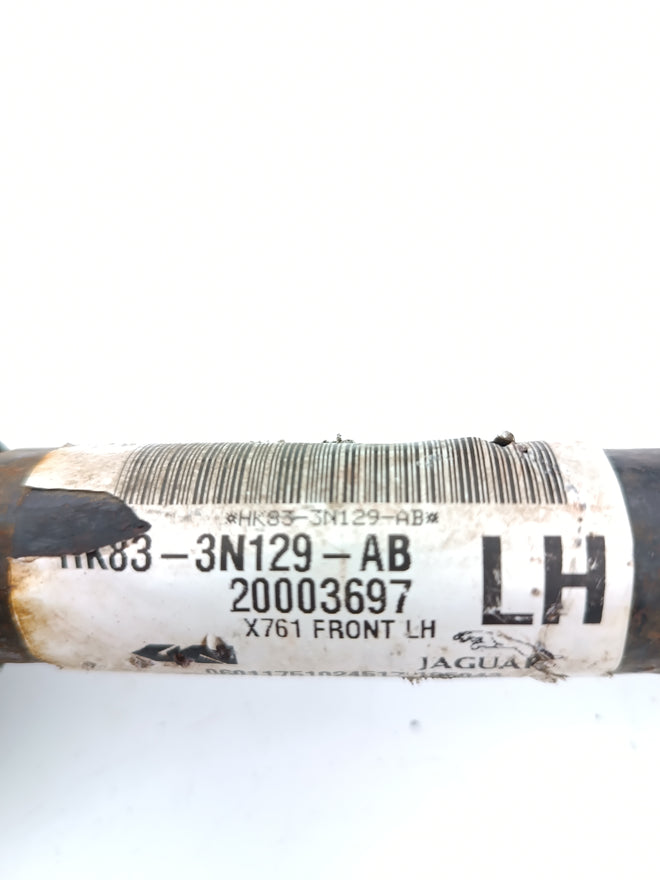 *HK83-3N129-AB*
HK83-3N129-AB
LH
20003697
X761 FRONT LH
JAGUAR